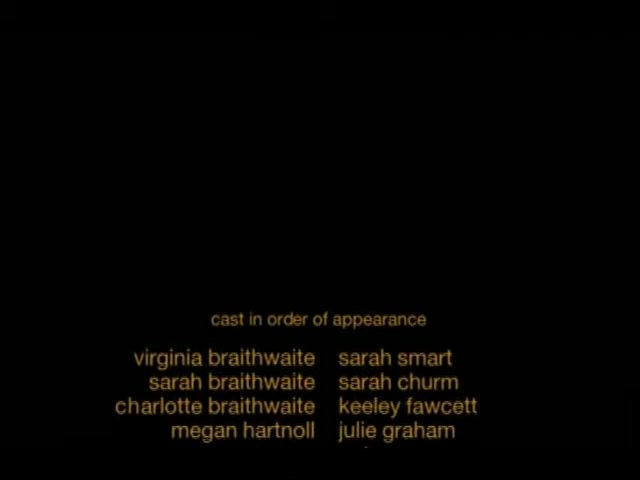 cast in order of appearance
virginia braithwaite sarah smart
sarah braithwaite sarah churm
charlotte braithwaite keeley fawcett
megan hartnoll julie graham